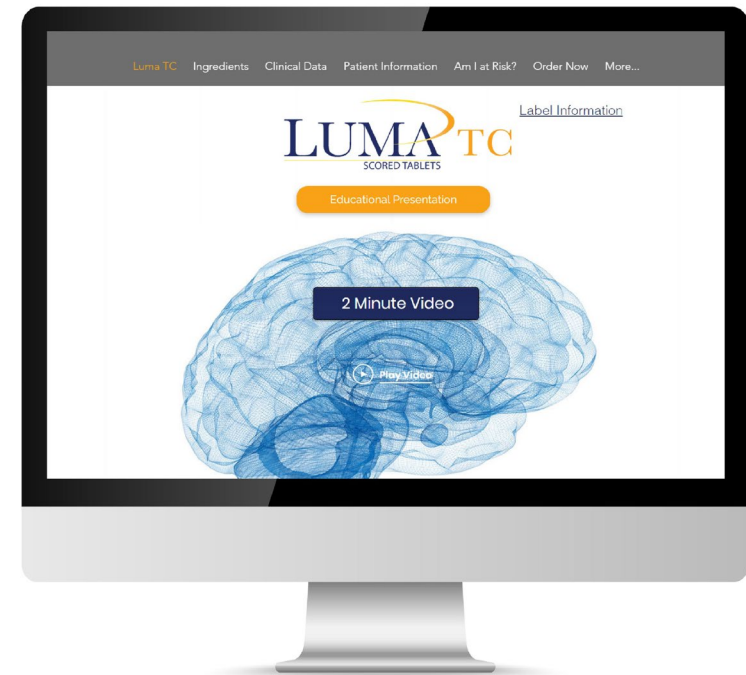 Luma TC Ingredients Clinical Data Patient Information Am I at Risk? Order Now More...
Label Information
LUMA TC
SCORED TABLETS
Educational Presentation
2 Minute Video
Play Video